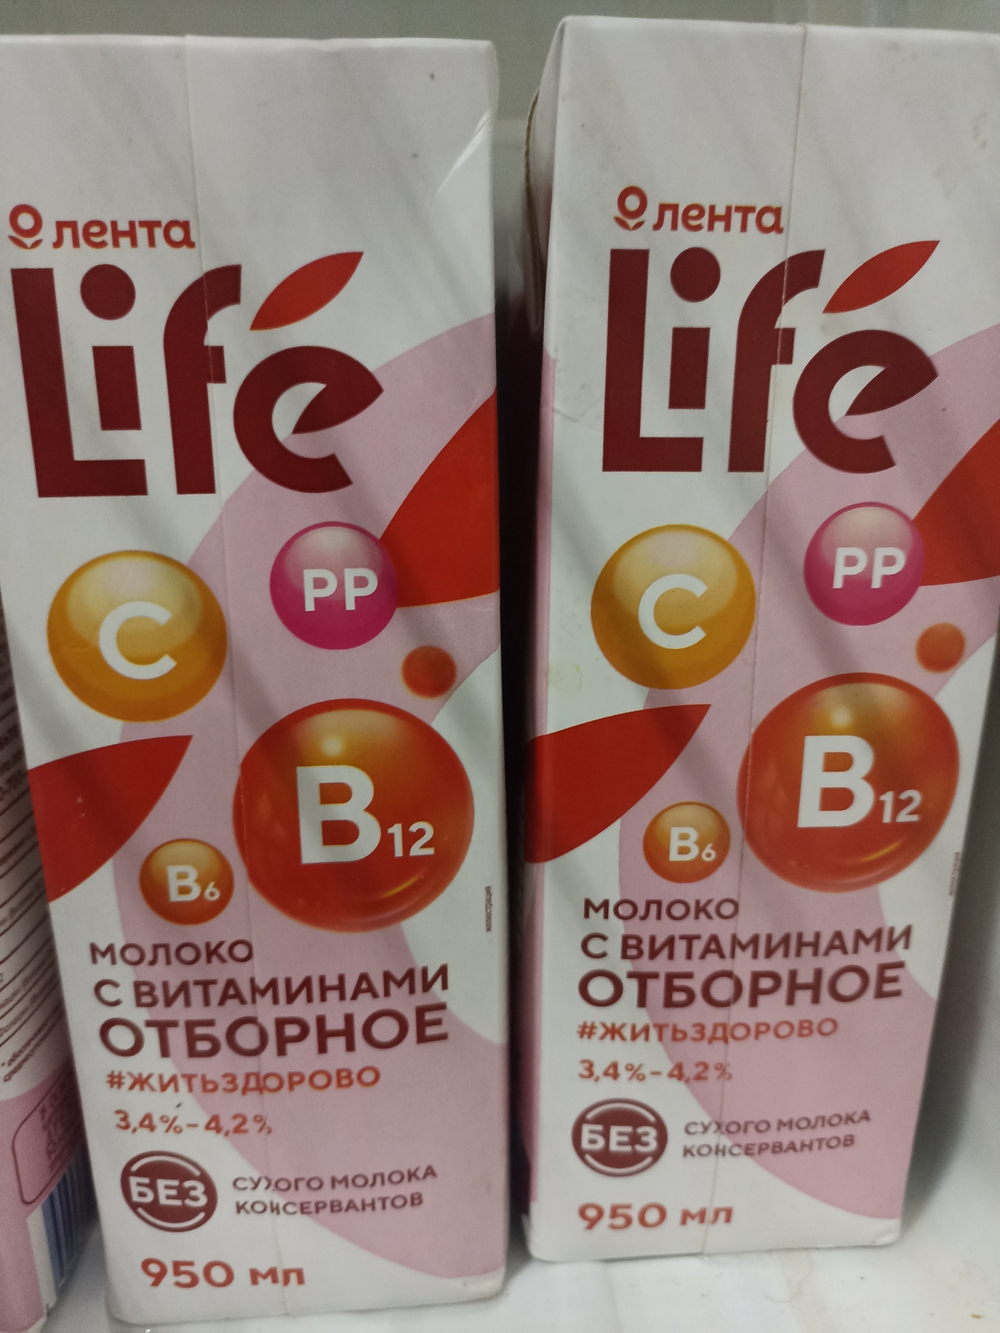 лента
Life
C
PP
B12
B6
МОЛОКО
С ВИТАМИНАМИ
ОТБОРНОЕ
#ЖИТЬЗДОРОВО
3,4%-4,2%
БЕЗ
СУХОГО МОЛОКА
КОНСЕРВАНТОВ
950 мл
лента
Life
C
PP
B12
B6
МОЛОКО
С ВИТАМИНАМИ
ОТБОРНОЕ
#ЖИТЬЗДОРОВО
3,4%-4,2%
БЕЗ
СУХОГО МОЛОКА
КОНСЕРВАНТОВ
950 мл